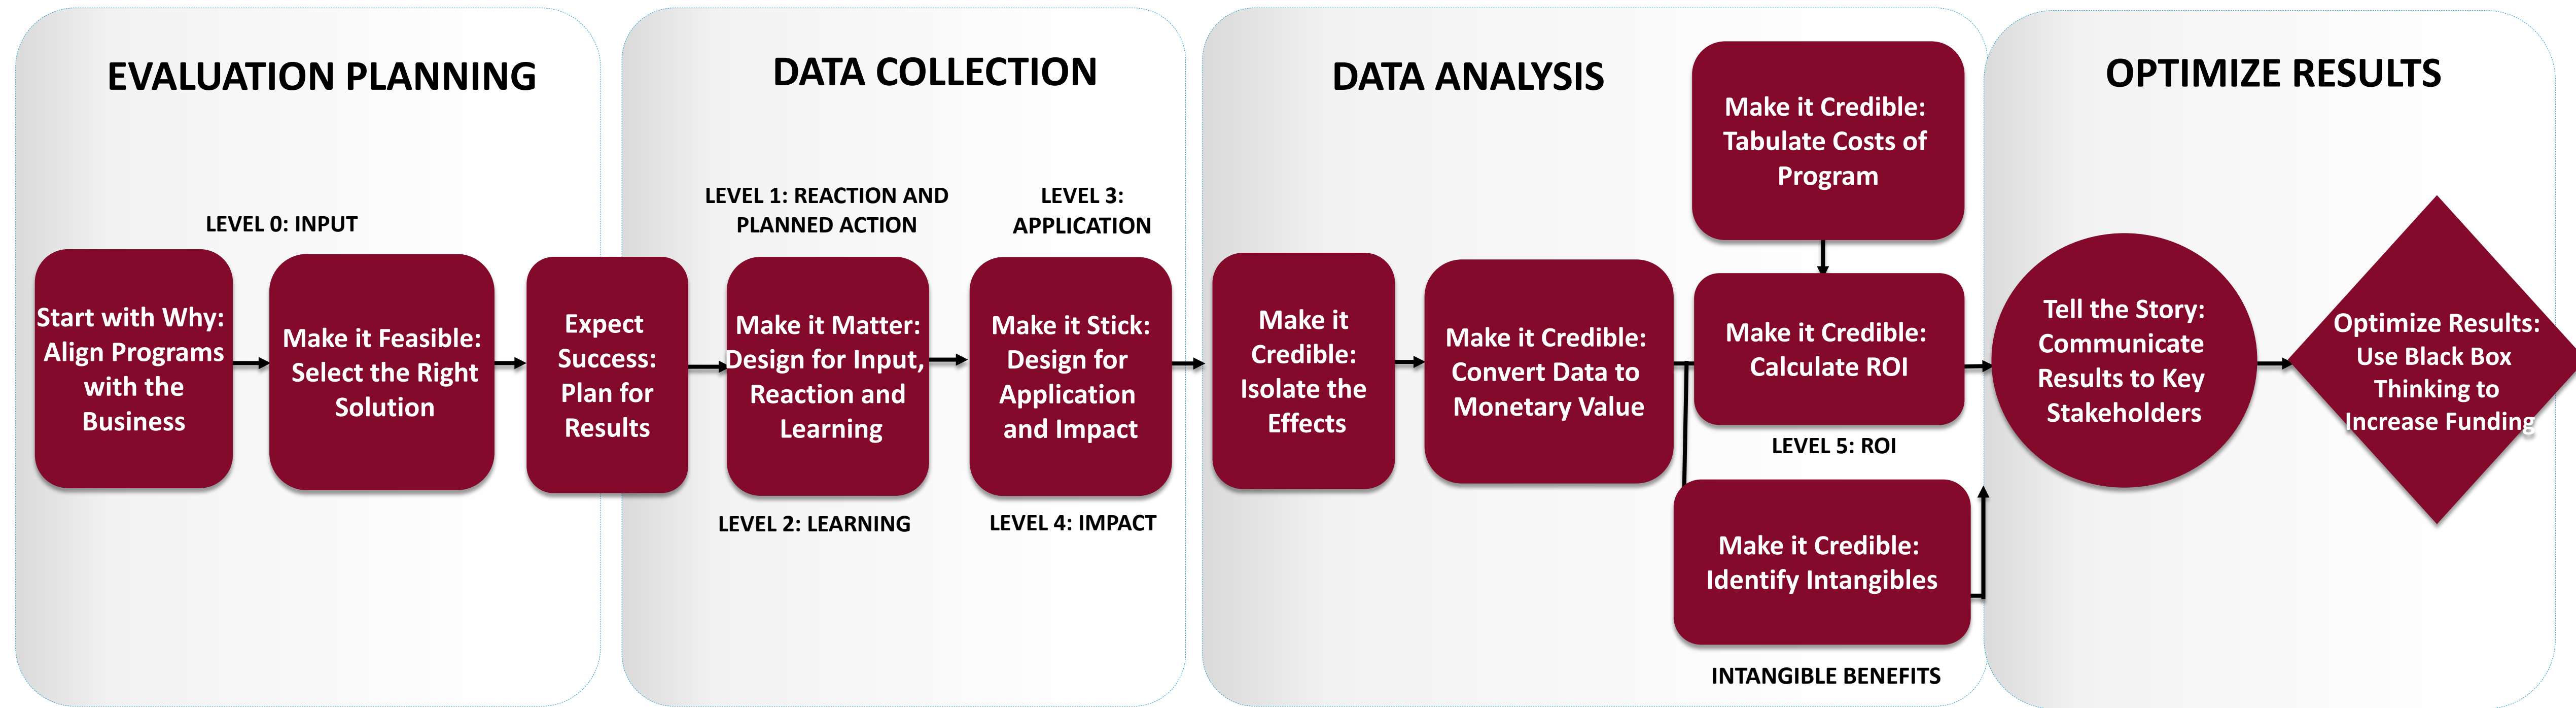 EVALUATION PLANNING
LEVEL 0: INPUT
Start with Why:
Align Programs
with the
Business
Make it Feasible:
Select the Right
Solution
Expect
Success:
Plan for
Results
DATA COLLECTION
LEVEL 1: REACTION AND
PLANNED ACTION
Make it Matter:
Design for Input,
Reaction and
Learning
LEVEL 2: LEARNING
LEVEL 3:
APPLICATION
Make it Stick:
Design for
Application
and Impact
LEVEL 4: IMPACT
DATA ANALYSIS
Make it
Credible:
Isolate the
Effects
Make it Credible:
Convert Data to
Monetary Value
Make it Credible:
Tabulate Costs of
Program
Make it Credible:
Calculate ROI
LEVEL 5: ROI
Make it Credible:
Identify Intangibles
INTANGIBLE BENEFITS
OPTIMIZE RESULTS
Tell the Story:
Communicate
Results to Key
Stakeholders
Optimize Results:
Use Black Box
Thinking to
Increase Funding